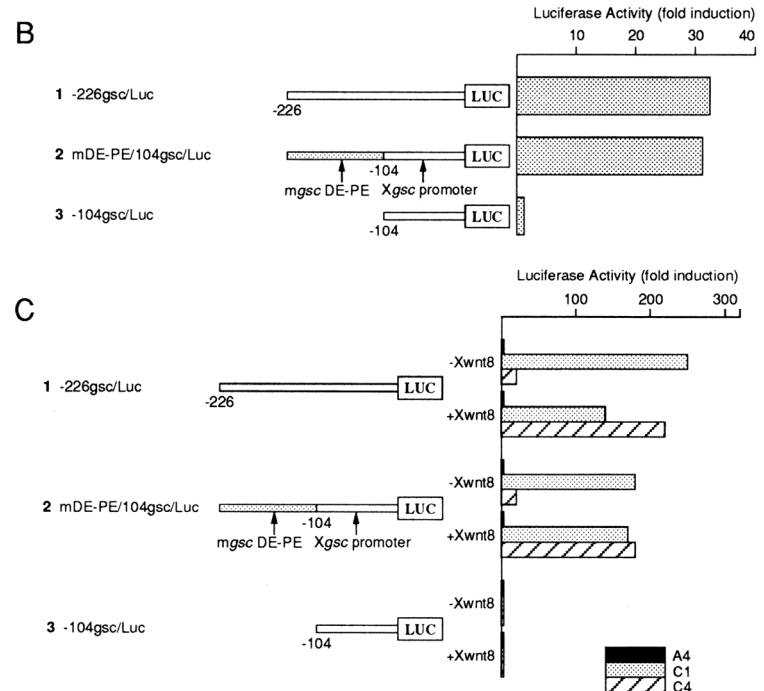 B
Luciferase Activity (fold induction)
10 20 30 40
1 -226gsc/Luc
LUC
-226
2 mDE-PE/104gsc/Luc
LUC
-104
mgsc DE-PE Xgsc promoter
3 -104gsc/Luc
LUC
-104
C
Luciferase Activity (fold induction)
100 200 300
-Xwnt8
1 -226gsc/Luc
LUC
-226
+Xwnt8
-Xwnt8
2 mDE-PE/104gsc/Luc
LUC
-104
+Xwnt8
mgsc DE-PE Xgsc promoter
-Xwnt8
3 -104gsc/Luc
LUC
-104
+Xwnt8
A4
C1
C4